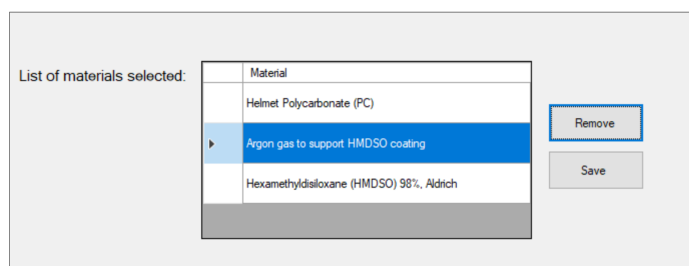 List of materials selected:
Material
Helmet Polycarbonate (PC)
Argon gas to support HMDSO coating
Hexamethyldisiloxane (HMDSO) 98%, Aldrich
Remove
Save